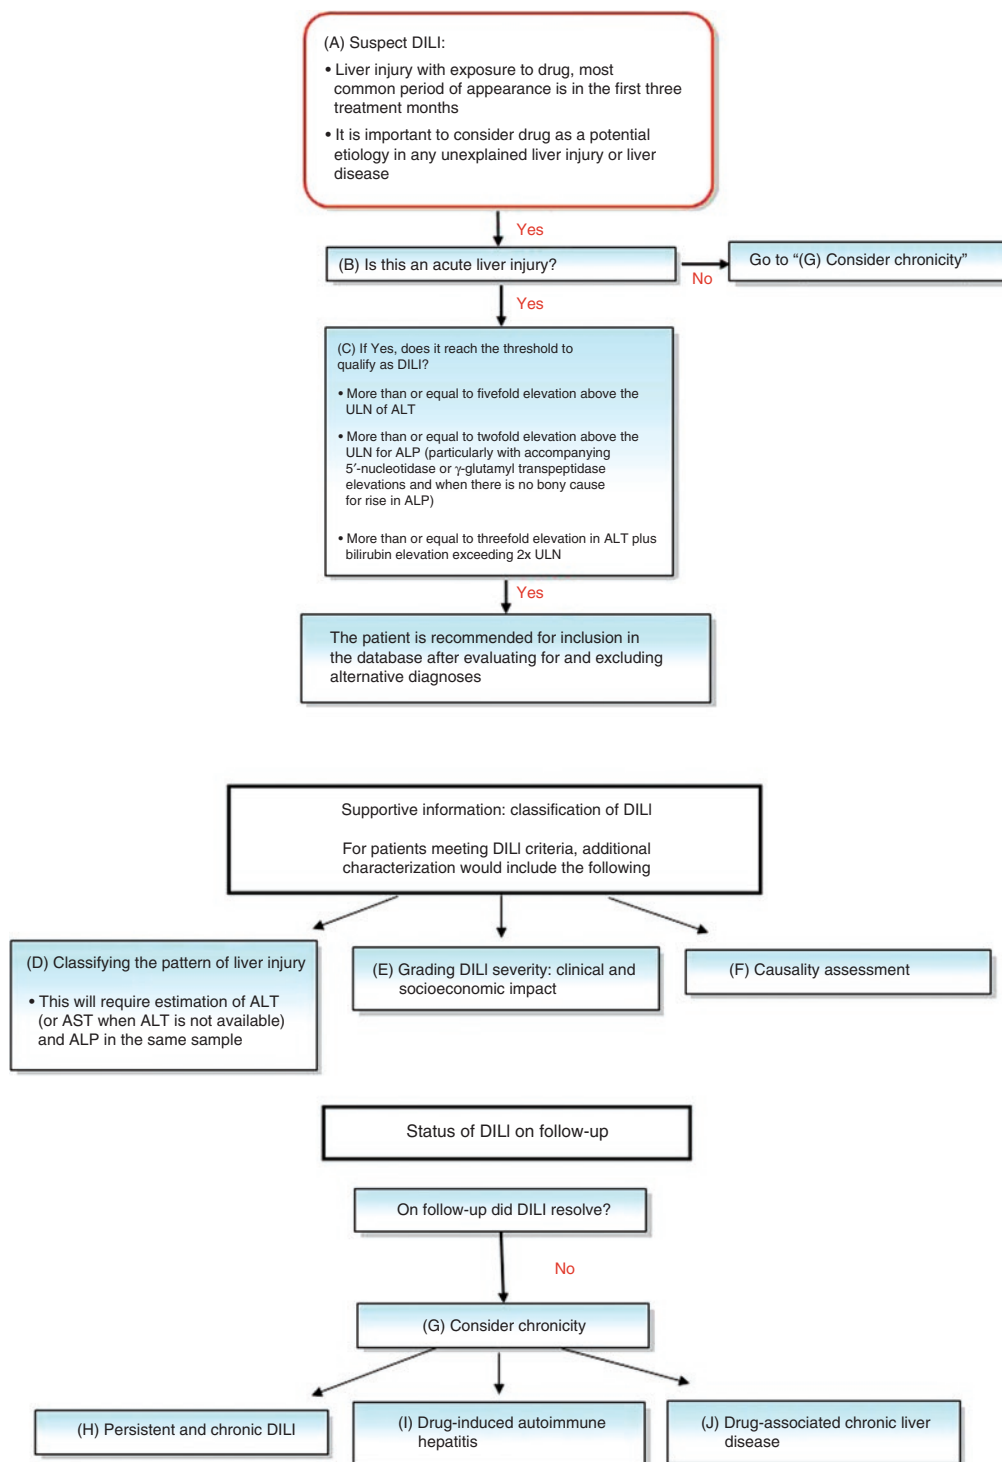 (A) Suspect DILI:
• Liver injury with exposure to drug, most
common period of appearance is in the first three
treatment months
• It is important to consider drug as a potential
etiology in any unexplained liver injury or liver
disease
Yes
(B) Is this an acute liver injury?
No
Go to “(G) Consider chronicity”
Yes
(C) If Yes, does it reach the threshold to
qualify as DILI?
• More than or equal to fivefold elevation above the
ULN of ALT
• More than or equal to twofold elevation above the
ULN for ALP (particularly with accompanying
5′-nucleotidase or γ-glutamyl transpeptidase
elevations and when there is no bony cause
for rise in ALP)
• More than or equal to threefold elevation in ALT plus
bilirubin elevation exceeding 2x ULN
Yes
The patient is recommended for inclusion in
the database after evaluating for and excluding
alternative diagnoses
Supportive information: classification of DILI
For patients meeting DILI criteria, additional
characterization would include the following
(D) Classifying the pattern of liver injury
• This will require estimation of ALT
(or AST when ALT is not available)
and ALP in the same sample
(E) Grading DILI severity: clinical and
socioeconomic impact
(F) Causality assessment
Status of DILI on follow-up
On follow-up did DILI resolve?
No
(G) Consider chronicity
(H) Persistent and chronic DILI
(I) Drug-induced autoimmune
hepatitis
(J) Drug-associated chronic liver
disease